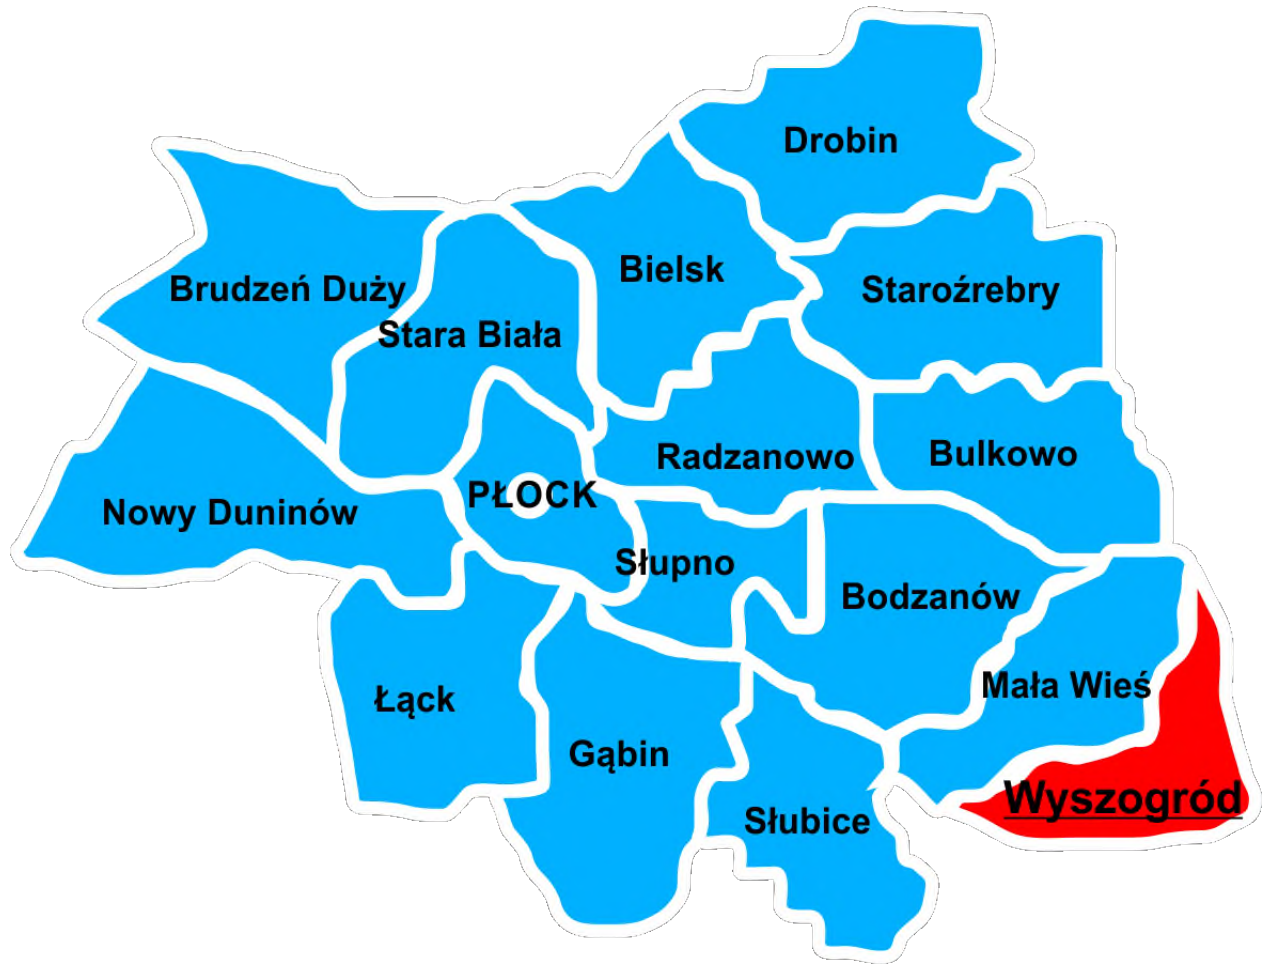 Drobin
Bielsk
Brudzeń Duży
Staroźrebry
Stara Biała
Radzanowo
Bulkowo
PŁOCK
Nowy Duninów
Słupno
Bodzanów
Mała Wieś
Łąck
Gąbin
Wyszogród
Słubice